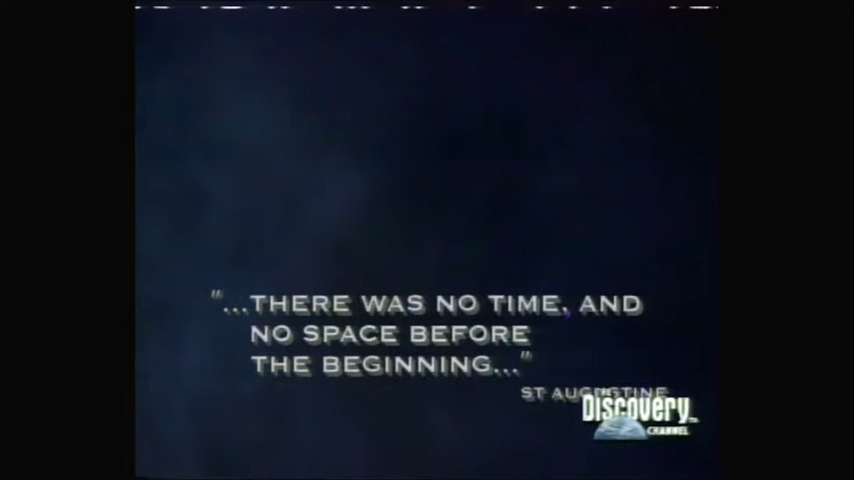 "...THERE WAS NO TIME, AND
NO SPACE BEFORE
THE BEGINNING..."
ST AUGUSTINE
Discovery
CHANNEL